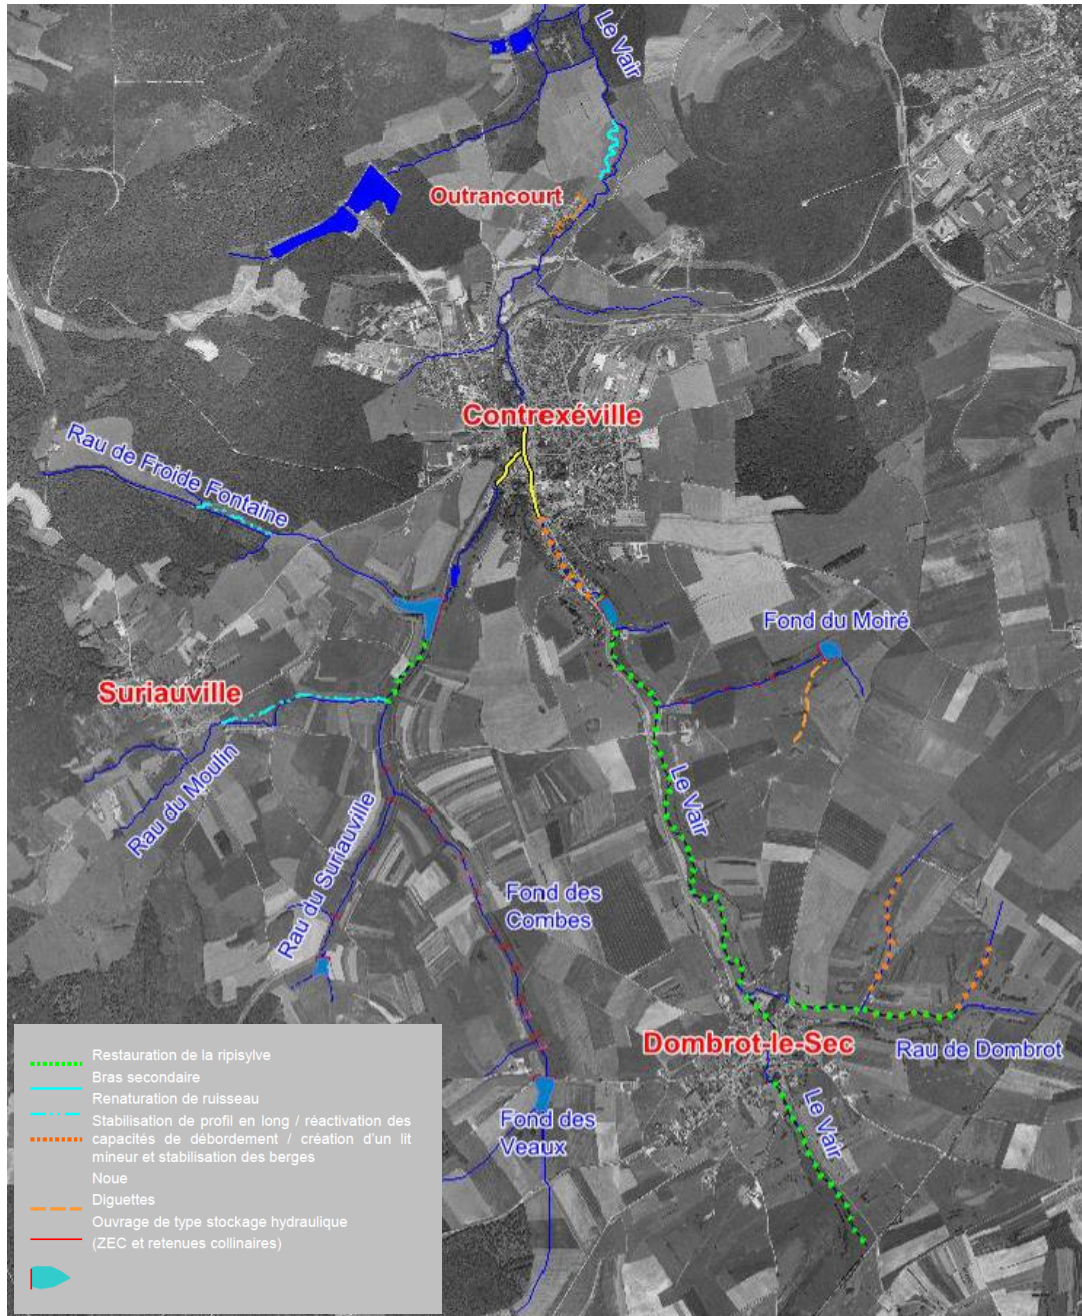 Le Vair
Outrancourt
Contrexéville
Rau de Froide Fontaine
Fond du Moiré
Suriauville
Rau du Moulin
Le Vair
Rau du Suriauville
Fond des
Combes
Dombrot-le-Sec
Rau de Dombrot
Fond des
Veaux
Le Vair
Restauration de la ripisylve
Bras secondaire
Renaturation de ruisseau
Stabilisation de profil en long / réactivation des
capacités de débordement / création d'un lit
mineur et stabilisation des berges
Noue
Diguettes
Ouvrage de type stockage hydraulique
(ZEC et retenues collinaires)